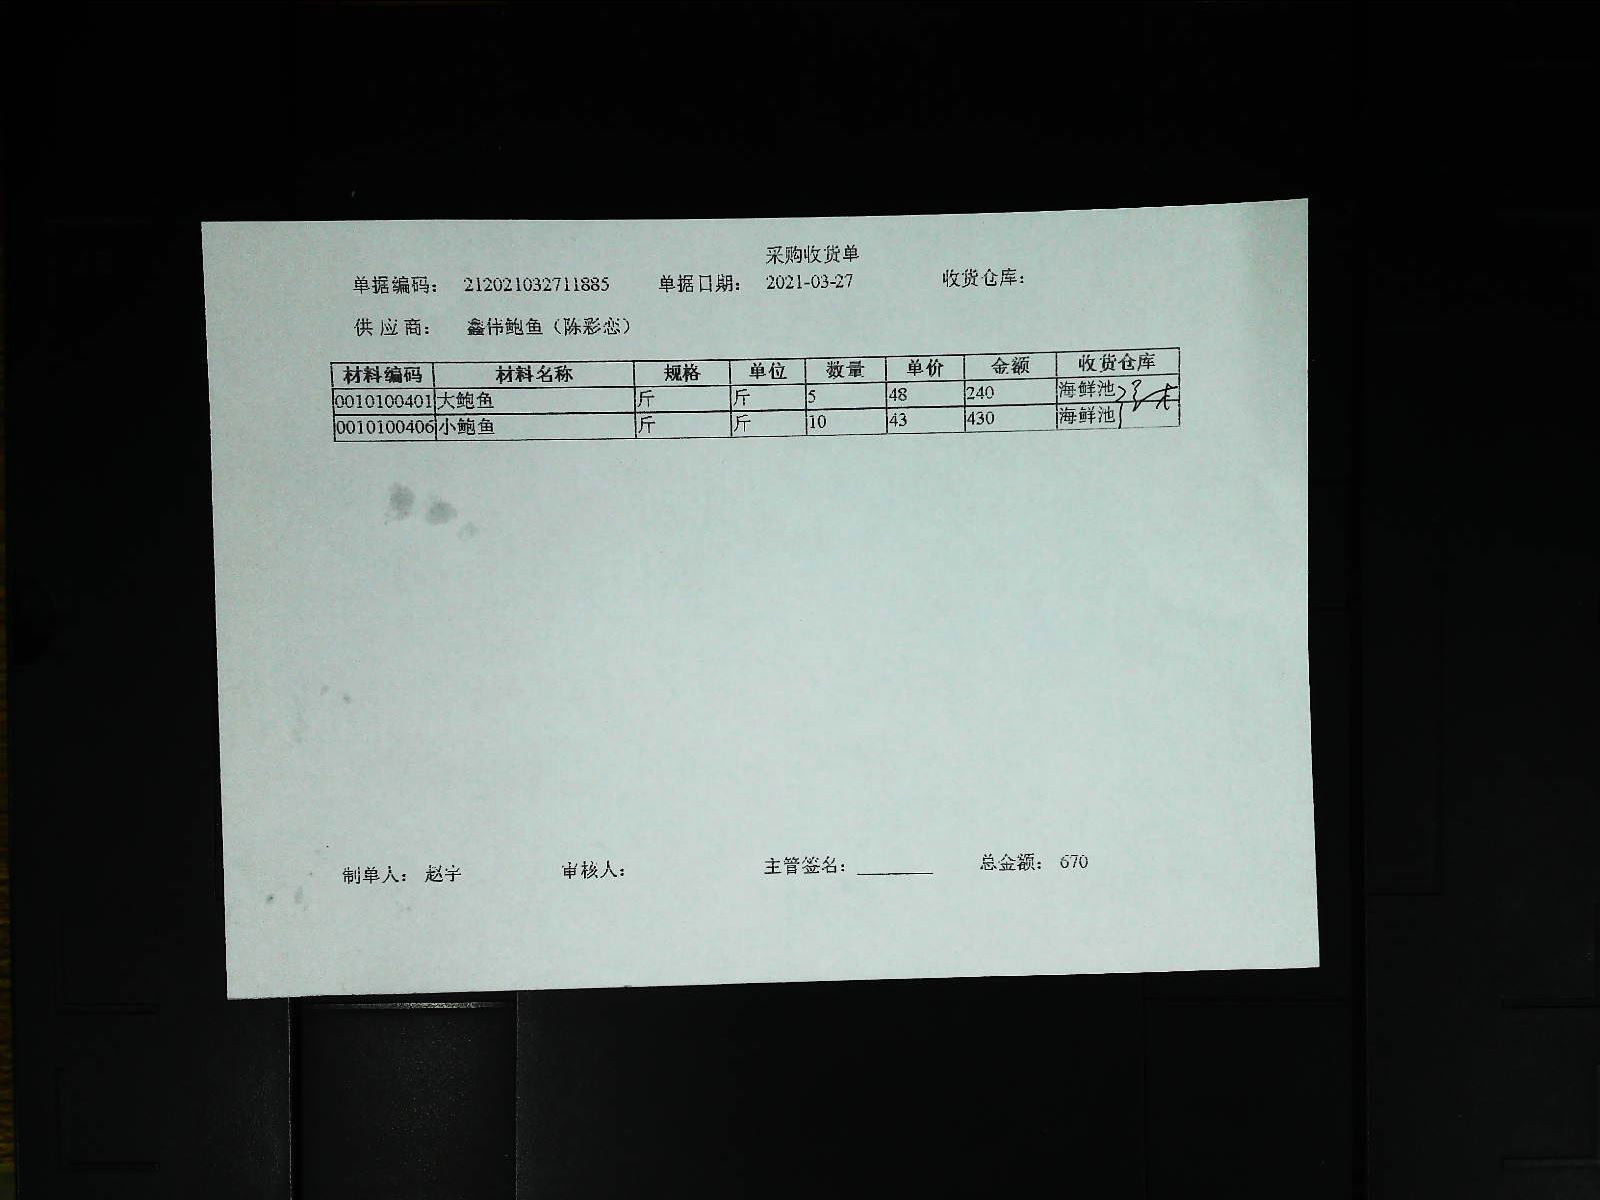 采购收货单
单据编码: 212021032711885 单据日期: 2021-03-27 收货仓库:
供应商: 鑫伟鲍鱼（陈彩恋）
材料编码 材料名称 规格 单位 数量 单价 金额 收货仓库
0010100401 大鲍鱼 斤 斤 5 48 240 海鲜池
0010100406 小鲍鱼 斤 斤 10 43 430 海鲜池
制单人: 赵宇 审核人: 主管签名: ______ 总金额: 670